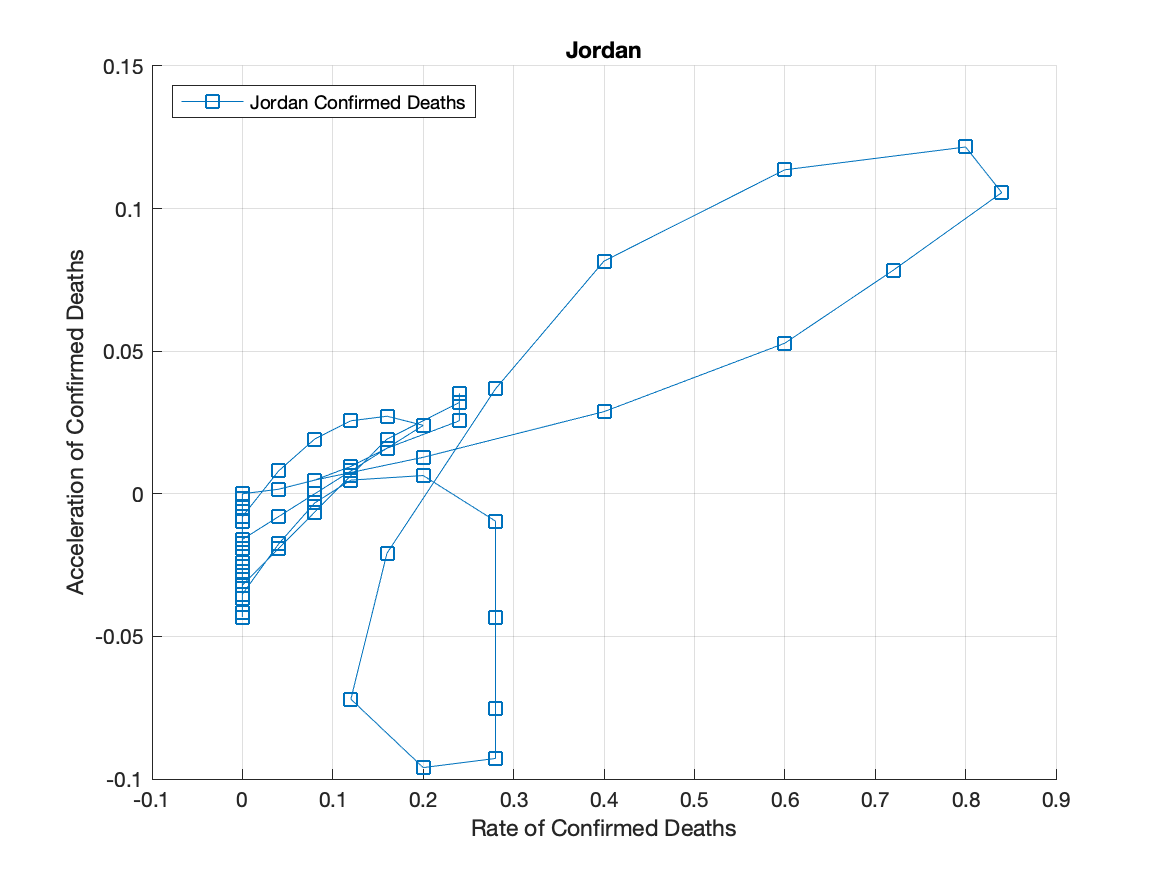 Jordan
Jordan Confirmed Deaths
0.15
0.1
0.05
0
-0.05
-0.1
Acceleration of Confirmed Deaths
-0.1 0 0.1 0.2 0.3 0.4 0.5 0.6 0.7 0.8 0.9
Rate of Confirmed Deaths